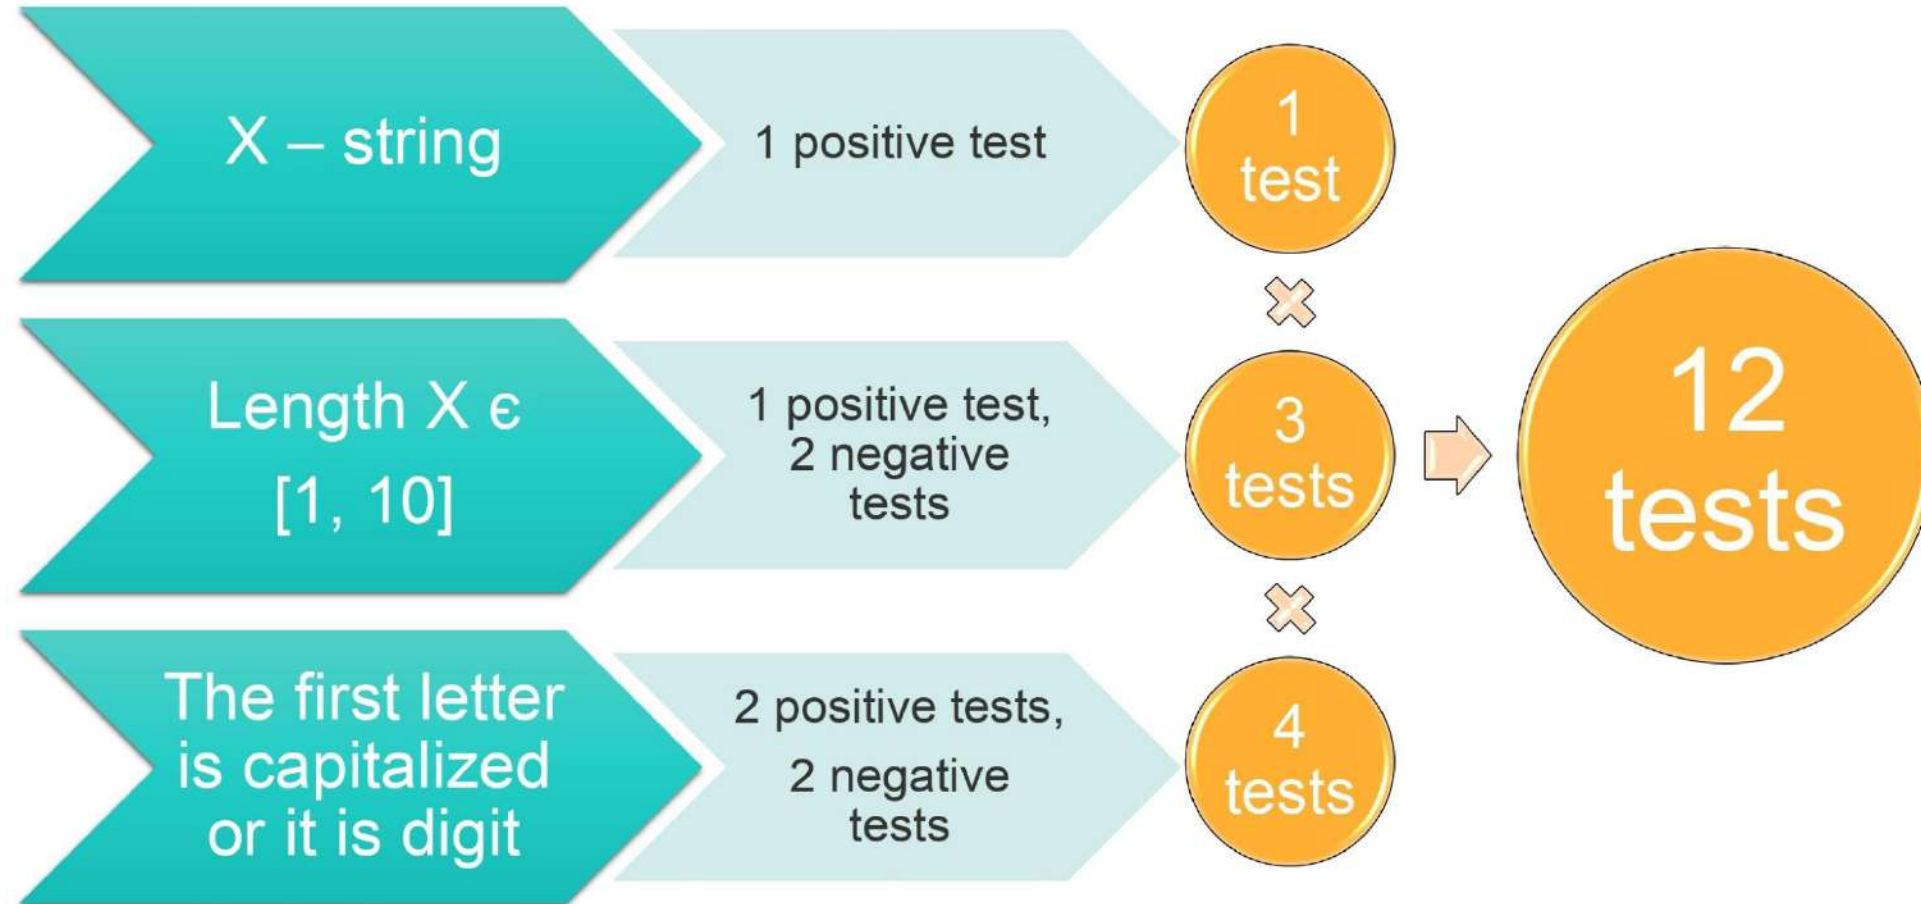 X – string
1 positive test
1
test
Length X є
[1, 10]
1 positive test,
2 negative
tests
3
tests
12
tests
The first letter
is capitalized
or it is digit
2 positive tests,
2 negative
tests
4
tests